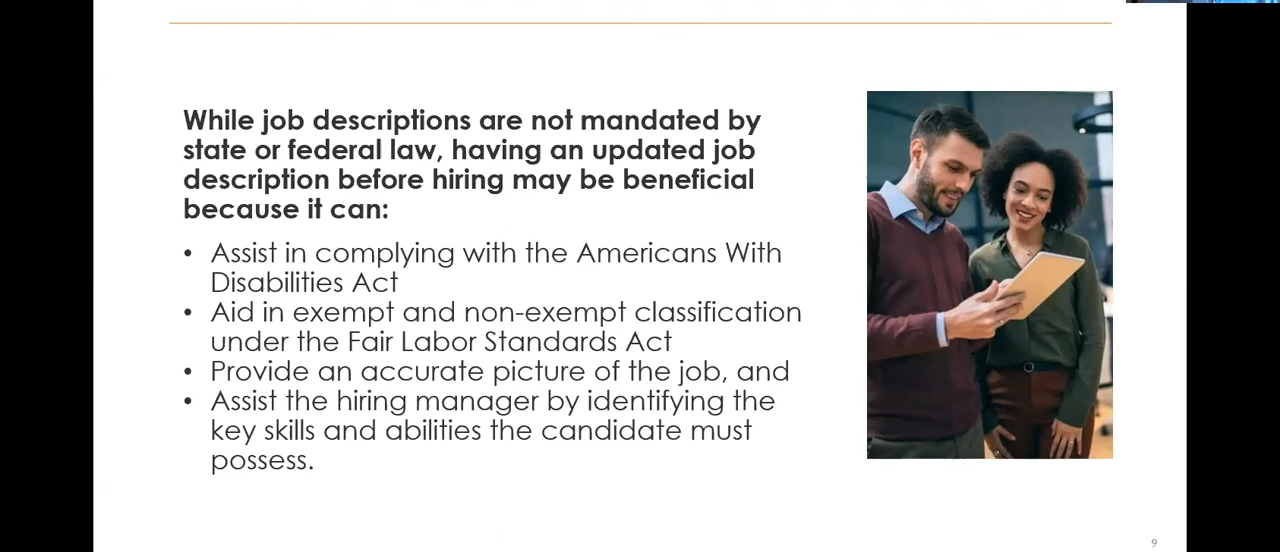 While job descriptions are not mandated by
state or federal law, having an updated job
description before hiring may be beneficial
because it can:
• Assist in complying with the Americans With
Disabilities Act
• Aid in exempt and non-exempt classification
under the Fair Labor Standards Act
• Provide an accurate picture of the job, and
• Assist the hiring manager by identifying the
key skills and abilities the candidate must
possess.
9